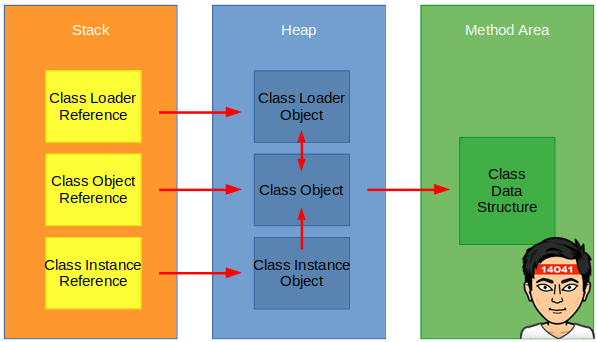 Stack
Class Loader
Reference
Class Object
Reference
Class Instance
Reference
Heap
Class Loader
Object
Class Object
Class Instance
Object
Method Area
Class
Data
Structure
14041